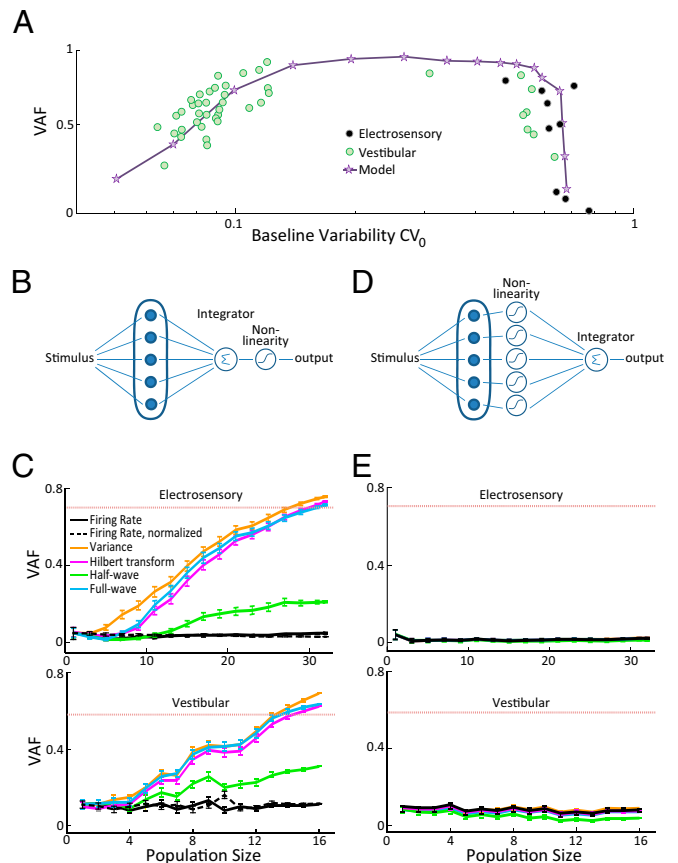 A
VAF
1
0.5
0
0.1
1
Baseline Variability CV0
Electrosensory
Vestibular
Model
B
Stimulus
Integrator
Σ
Non-
linearity
output
D
Stimulus
Non-
linearity
Integrator
Σ
output
C
VAF
0.8
0.4
0
Electrosensory
Firing Rate
Firing Rate, normalized
Variance
Hilbert transform
Half-wave
Full-wave
0 10 20 30
VAF
0.8
0.4
0
Vestibular
0 4 8 12 16
Population Size
E
0.8
0.4
0
Electrosensory
0 10 20 30
0.8
0.4
0
Vestibular
0 4 8 12 16
Population Size